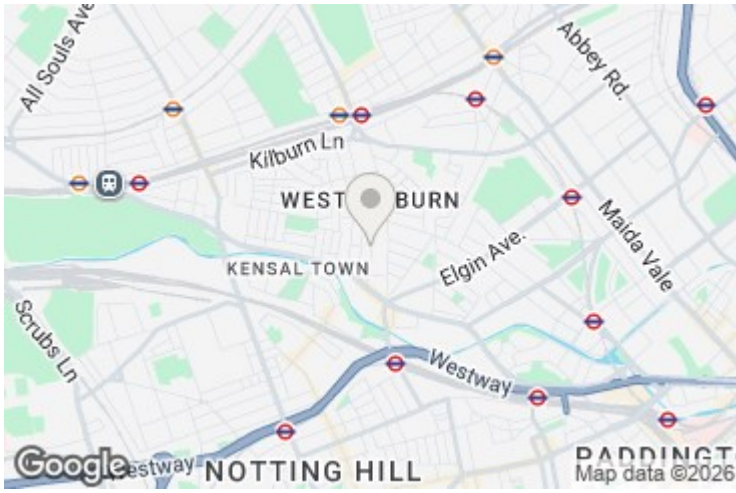 All Souls Ave.
Abbey Rd.
Kilburn Ln
WEST
BURN
Maida Vale
KENSAL TOWN
Elgin Ave.
Scrubs Ln
Westway
Google
estway
NOTTING HILL
PADDINGT
Map data ©2026